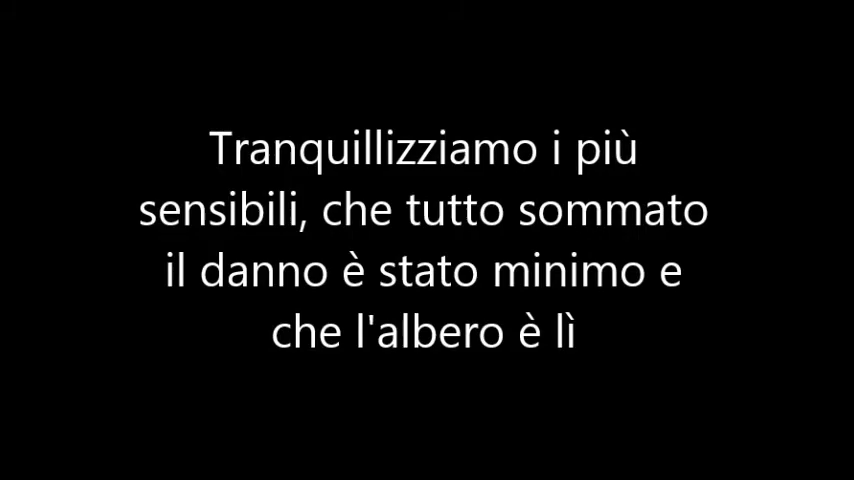 Tranquillizziamo i più
sensibili, che tutto sommato
il danno è stato minimo e
che l'albero è lì